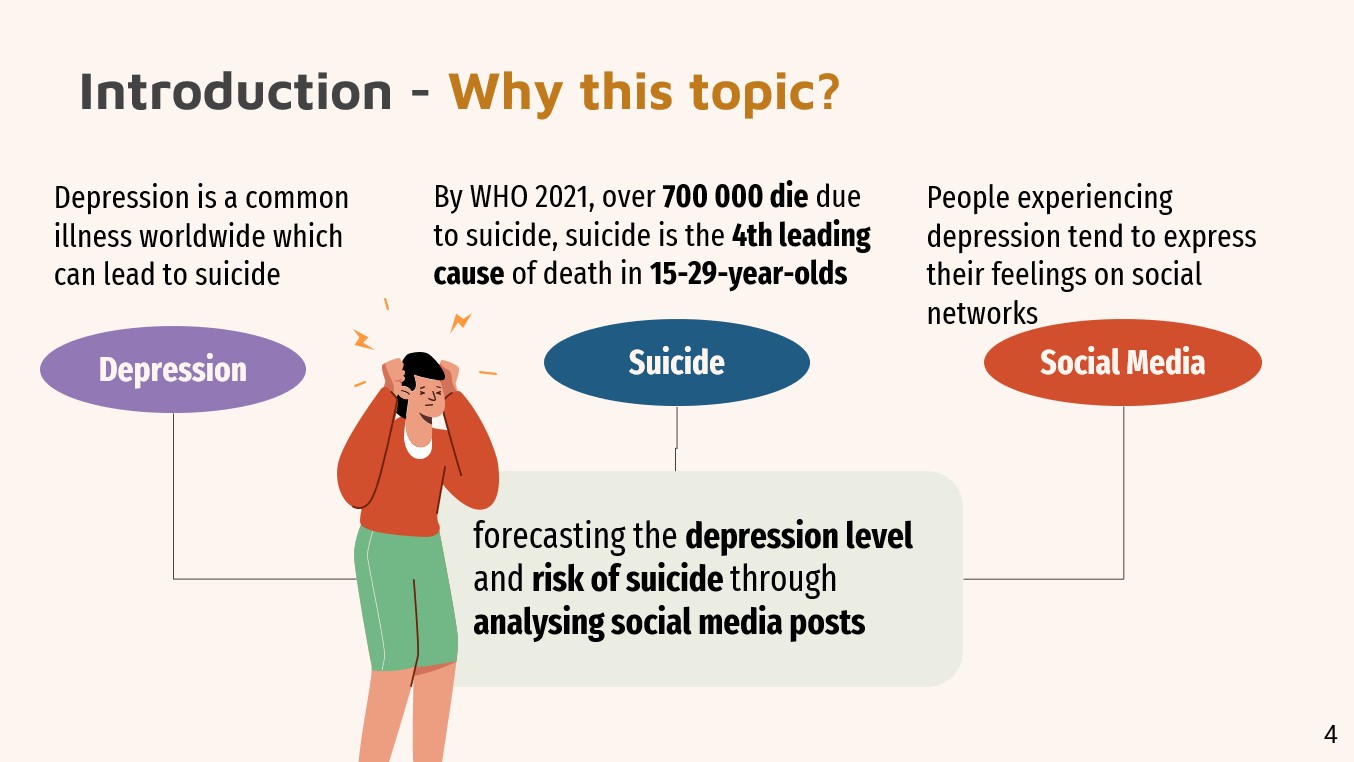 Introduction - Why this topic?
Depression is a common
illness worldwide which
can lead to suicide
By WHO 2021, over 700 000 die due
to suicide, suicide is the 4th leading
cause of death in 15-29-year-olds
People experiencing
depression tend to express
their feelings on social
networks
Depression
Suicide
Social Media
forecasting the depression level
and risk of suicide through
analysing social media posts
4